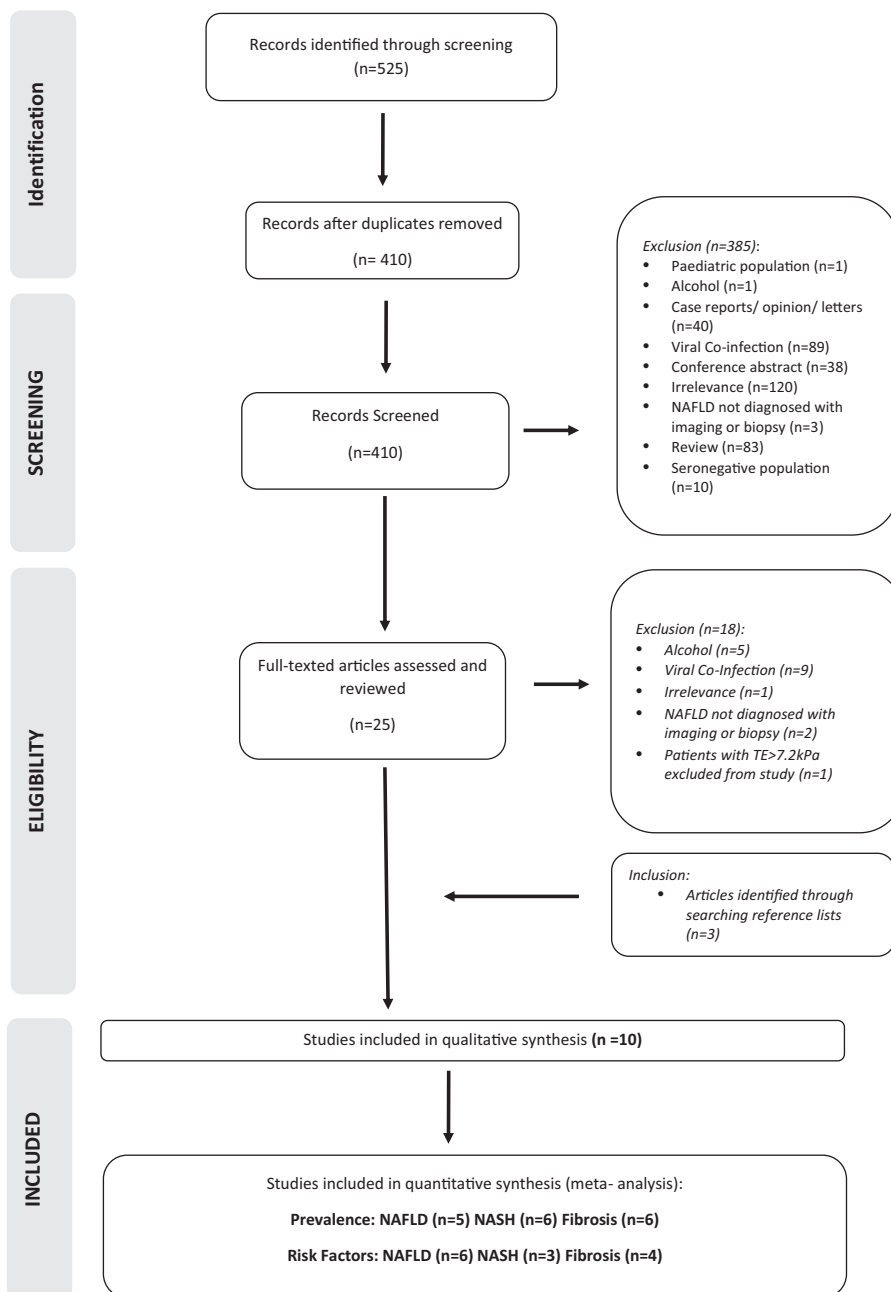 Identification
Records identified through screening
(n=525)
Records after duplicates removed
(n= 410)
SCREENING
Records Screened
(n=410)
Exclusion (n=385):
• Paediatric population (n=1)
• Alcohol (n=1)
• Case reports/ opinion/ letters
(n=40)
• Viral Co-infection (n=89)
• Conference abstract (n=38)
• Irrelevance (n=120)
• NAFLD not diagnosed with
imaging or biopsy (n=3)
• Review (n=83)
• Seronegative population
(n=10)
ELIGIBILITY
Full-texted articles assessed and
reviewed
(n=25)
Exclusion (n=18):
• Alcohol (n=5)
• Viral Co-Infection (n=9)
• Irrelevance (n=1)
• NAFLD not diagnosed with
imaging or biopsy (n=2)
• Patients with TE>7.2kPa
excluded from study (n=1)
Inclusion:
• Articles identified through
searching reference lists
(n=3)
INCLUDED
Studies included in qualitative synthesis (n =10)
Studies included in quantitative synthesis (meta- analysis):
Prevalence: NAFLD (n=5) NASH (n=6) Fibrosis (n=6)
Risk Factors: NAFLD (n=6) NASH (n=3) Fibrosis (n=4)